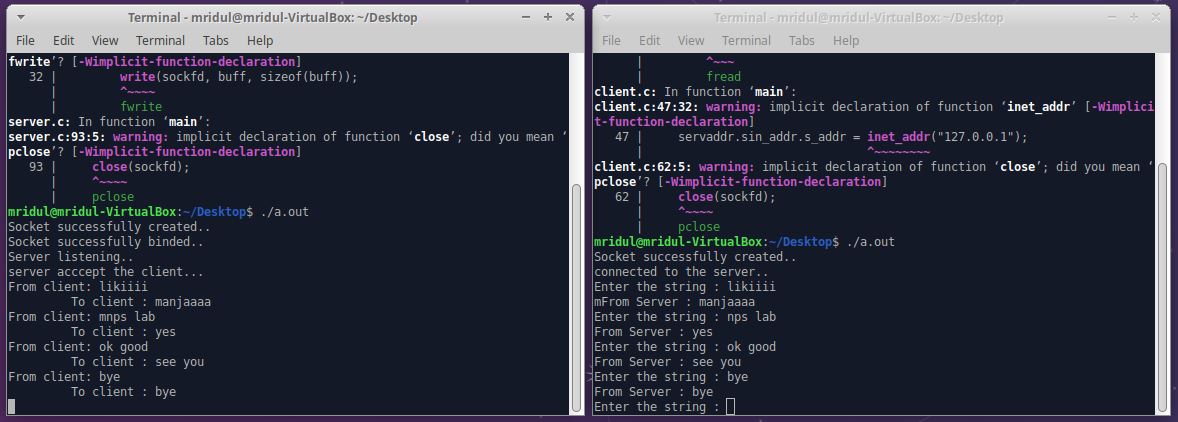 Terminal - mridul@mridul-VirtualBox: ~/Desktop
File Edit View Terminal Tabs Help
fwrite’? [-Wimplicit-function-declaration]
   32 |         write(sockfd, buff, sizeof(buff));
      |         ^~~~~
      |         fwrite
server.c: In function ‘main’:
server.c:93:5: warning: implicit declaration of function ‘close’; did you mean ‘
pclose’? [-Wimplicit-function-declaration]
   93 |     close(sockfd);
      |     ^~~~~
      |     pclose
mridul@mridul-VirtualBox:~/Desktop$ ./a.out
Socket successfully created..
Socket successfully binded..
Server listening..
server acccept the client...
From client: likiiii
         To client : manjaaaa
From client: mnps lab
         To client : yes
From client: ok good
         To client : see you
From client: bye
         To client : bye
Terminal - mridul@mridul-VirtualBox: ~/Desktop
File Edit View Terminal Tabs Help
      |         ^~~~
      |         fread
client.c: In function ‘main’:
client.c:47:32: warning: implicit declaration of function ‘inet_addr’ [-Wimplici
t-function-declaration]
   47 |     servaddr.sin_addr.s_addr = inet_addr("127.0.0.1");
      |                                ^~~~~~~~~
client.c:62:5: warning: implicit declaration of function ‘close’; did you mean ‘
pclose’? [-Wimplicit-function-declaration]
   62 |     close(sockfd);
      |     ^~~~~
      |     pclose
mridul@mridul-VirtualBox:~/Desktop$ ./a.out
Socket successfully created..
connected to the server..
Enter the string : likiiii
mFrom Server : manjaaaa
Enter the string : nps lab
From Server : yes
Enter the string : ok good
From Server : see you
Enter the string : bye
From Server : bye
Enter the string :